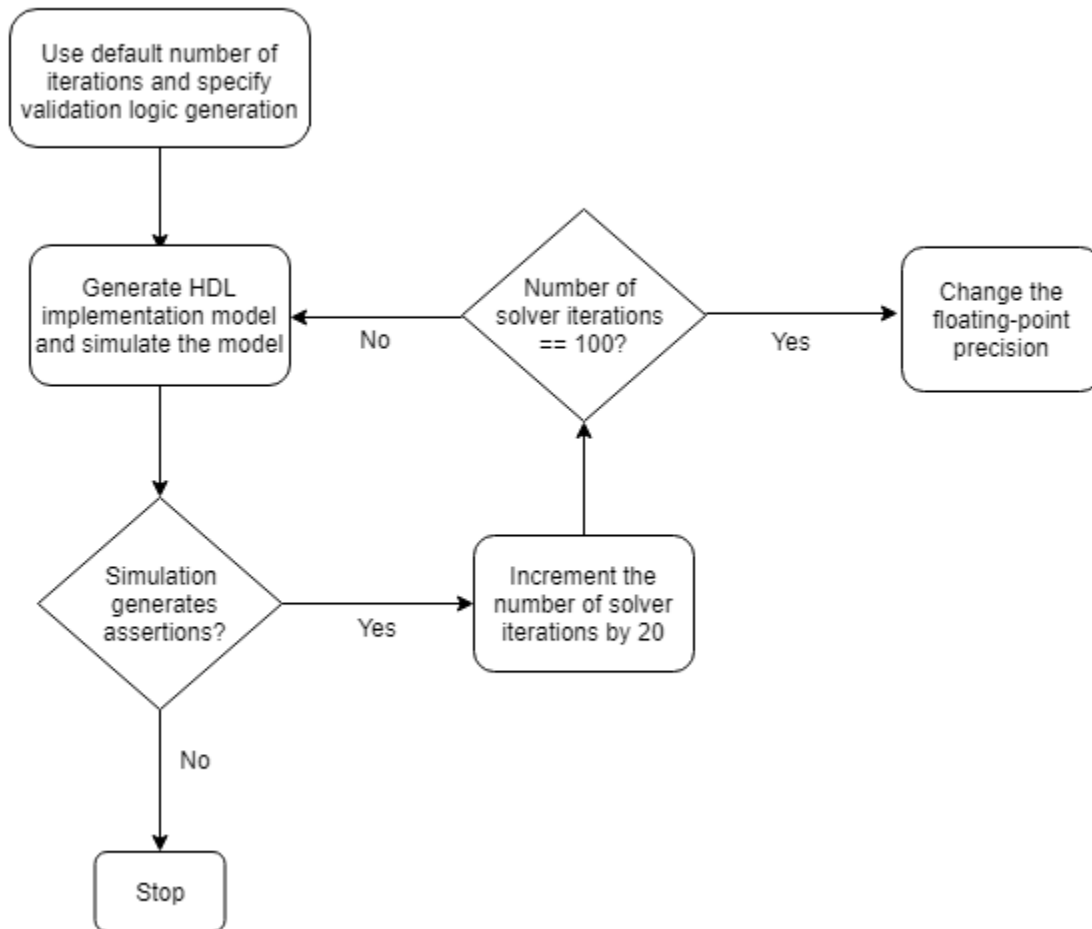 Use default number of
iterations and specify
validation logic generation
Generate HDL
implementation model
and simulate the model
Number of
solver iterations
== 100?
No
Yes
Change the
floating-point
precision
Simulation
generates
assertions?
Yes
Increment the
number of solver
iterations by 20
No
Stop